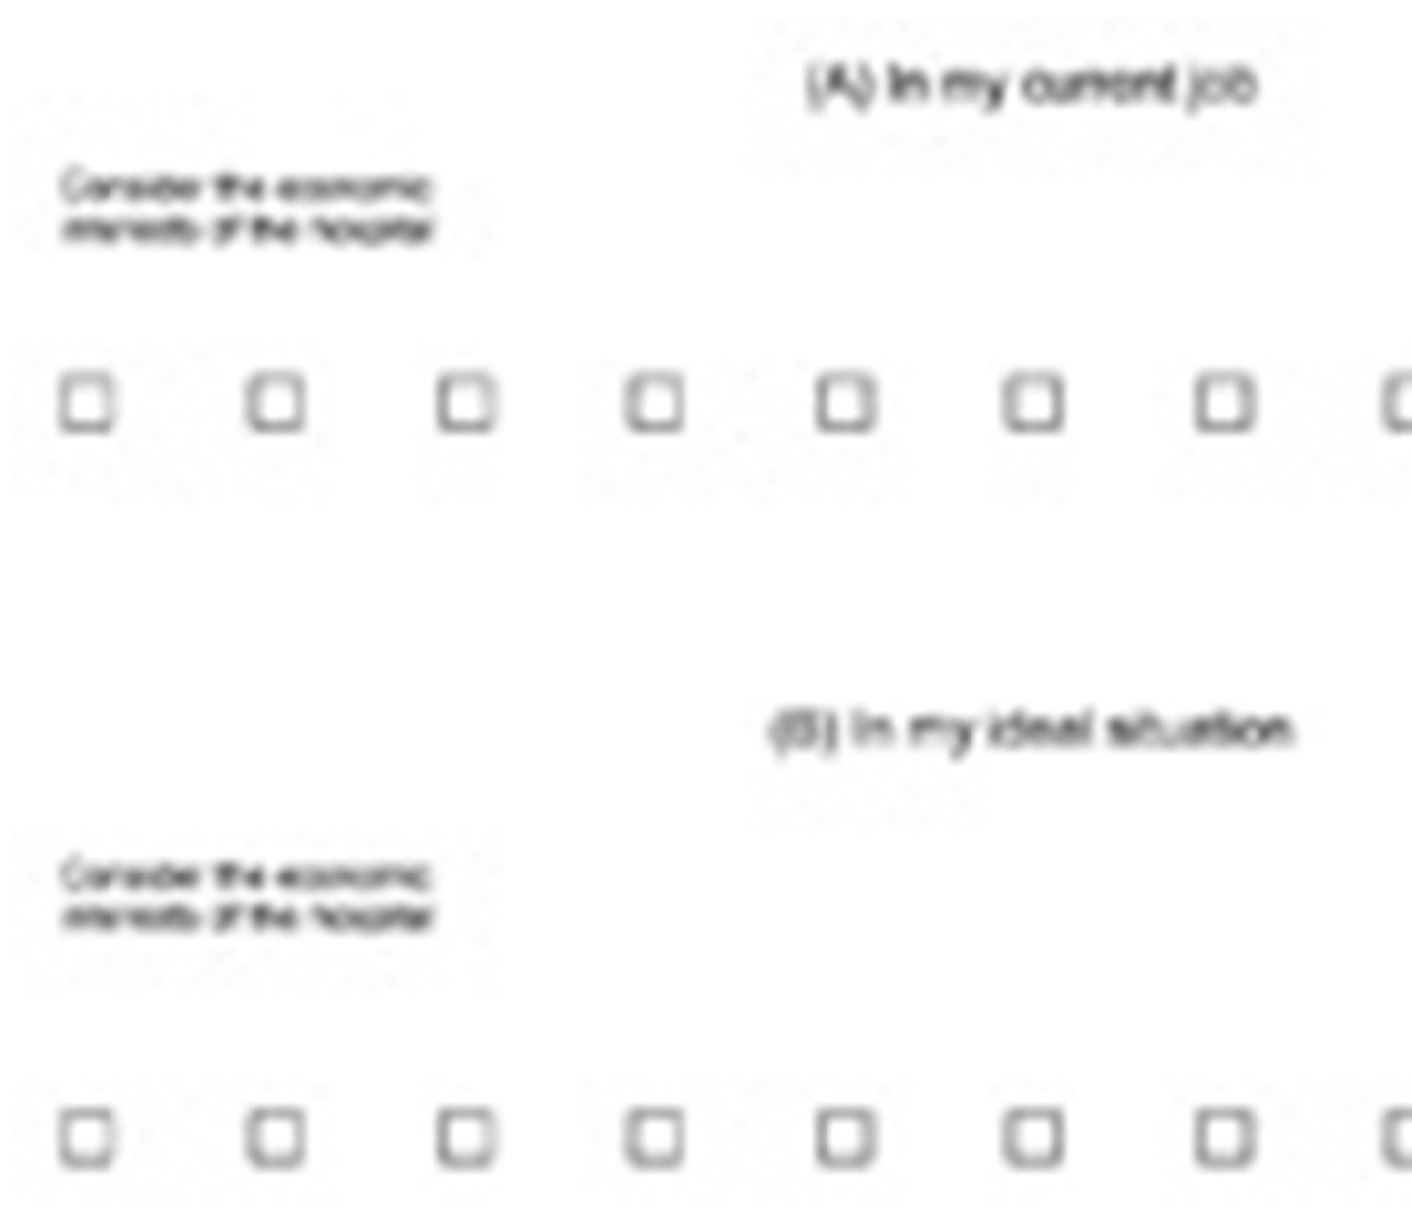 (A) In my current job
Consider the economic
interests of the hospital
(B) In my ideal situation
Consider the economic
interests of the hospital